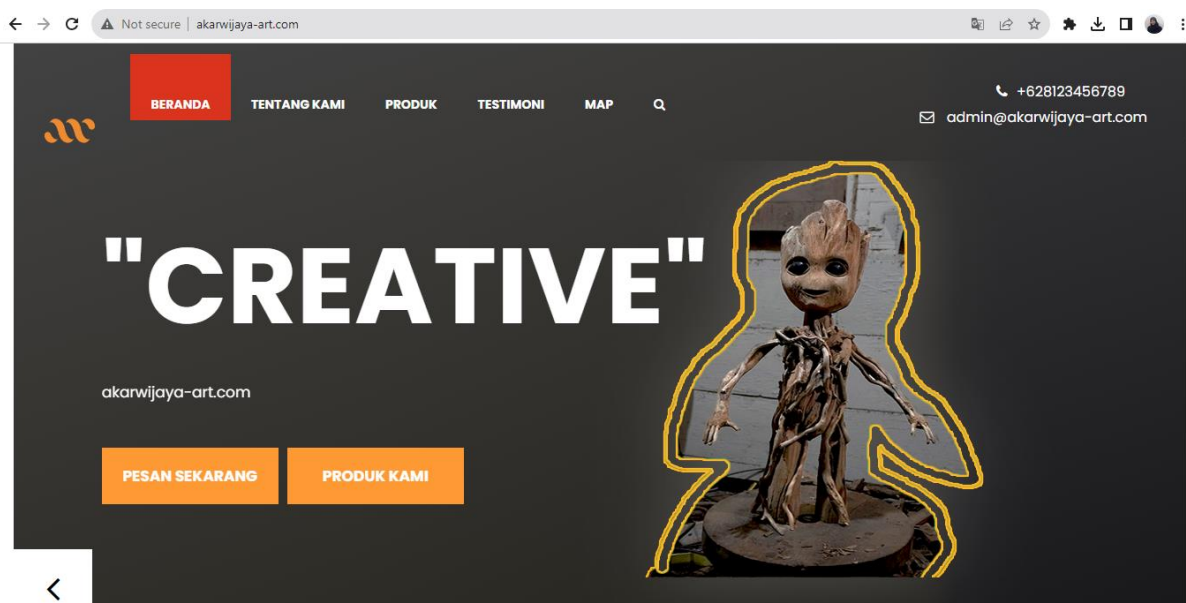 Not secure | akarwijaya-art.com
BERANDA TENTANG KAMI PRODUK TESTIMONI MAP
+628123456789
admin@akarwijaya-art.com
"CREATIVE"
akarwijaya-art.com
PESAN SEKARANG PRODUK KAMI